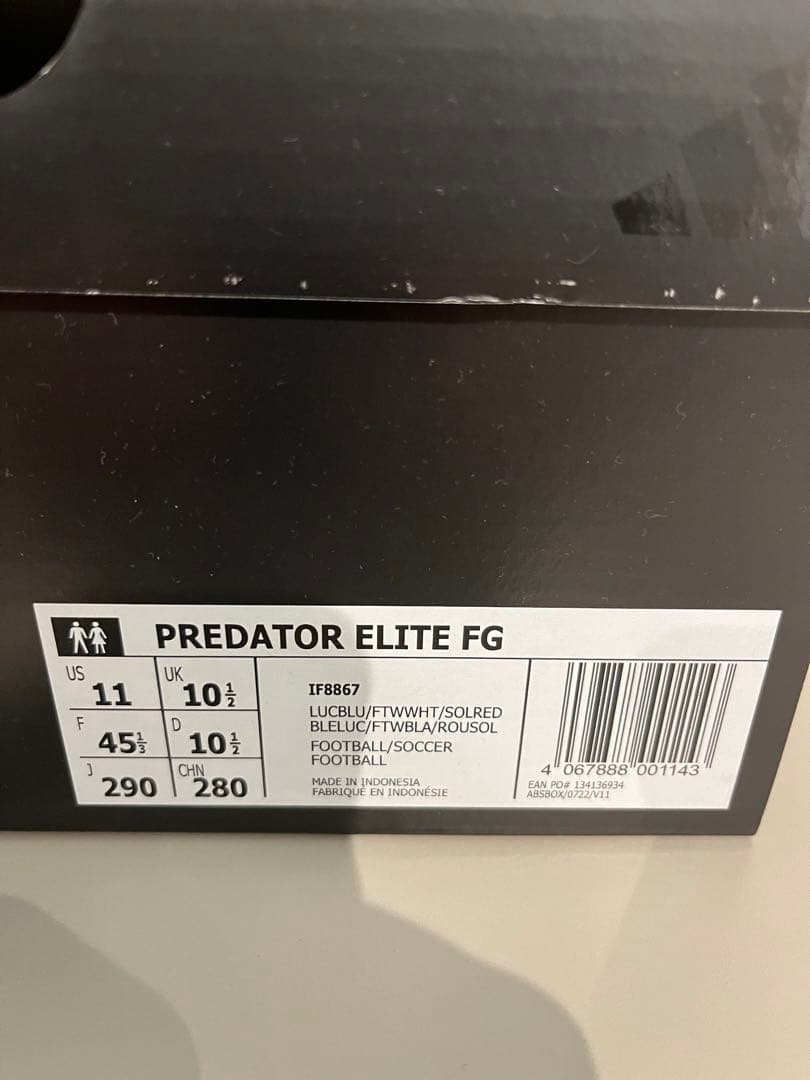 PREDATOR ELITE FG
US 11 UK 10½
F 45⅓ D 10½
J 290 CHN 280
IF8867
LUCBLU/FTWWHT/SOLRED
BLELUC/FTWBLA/ROUSOL
FOOTBALL/SOCCER
FOOTBALL
MADE IN INDONESIA
FABRIQUÉ EN INDONÉSIE
4 067888 001143
EAN PO# 134136934
ABSBOX/0722/V11